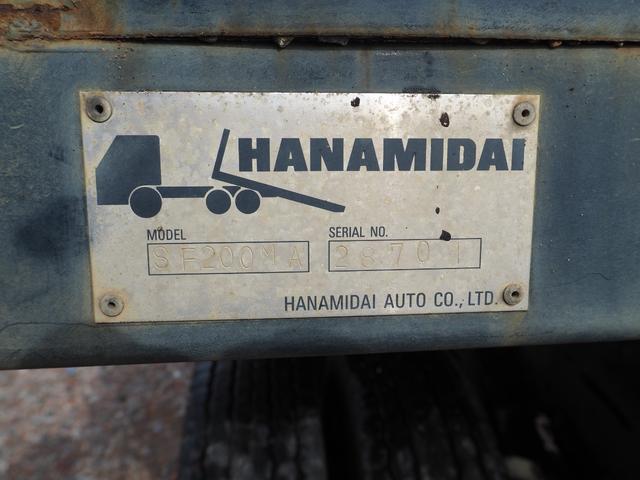 HANAMIDAI
MODEL
SF200MA
SERIAL NO.
28701
HANAMIDAI AUTO CO., LTD.